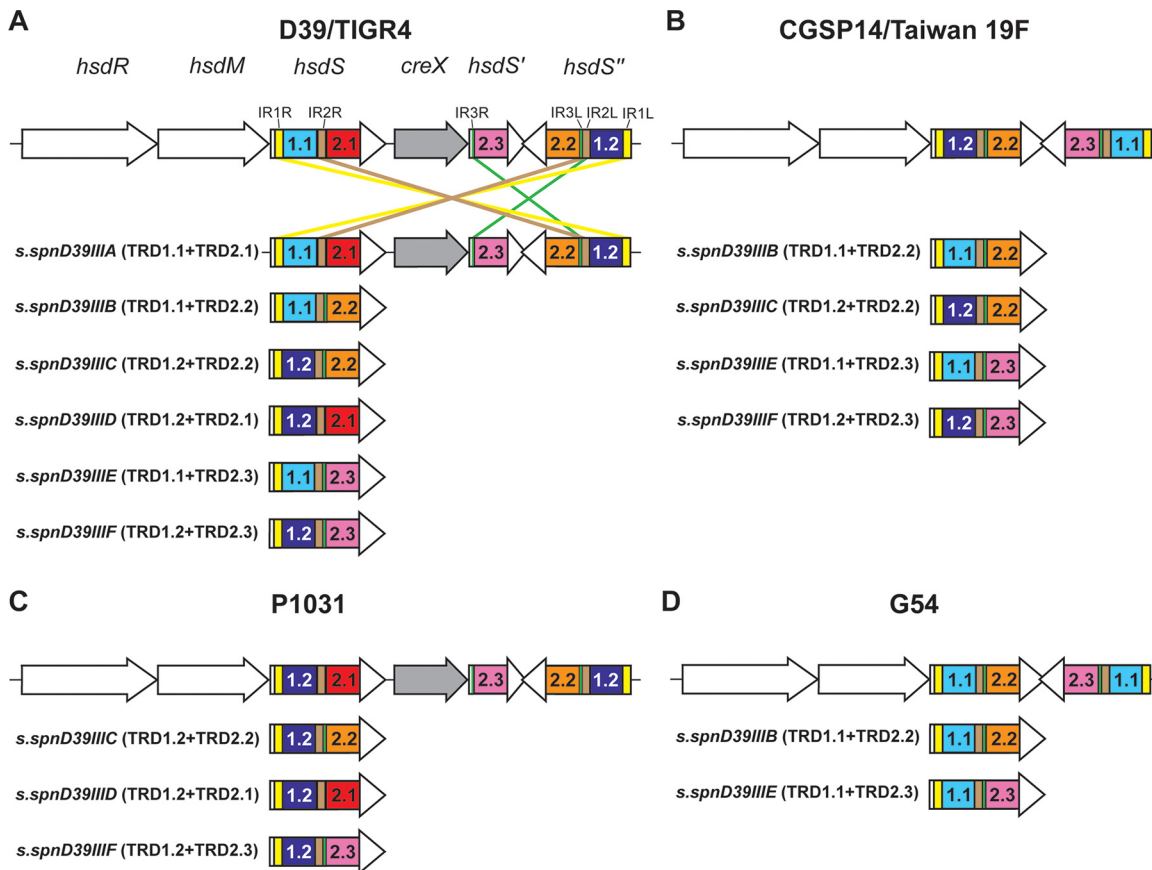 A
D39/TIGR4
hsdR hsdM hsdS creX hsdS' hsdS"
IR1R IR2R IR3R IR3L IR2L IR1L
1.1 2.1 2.3 2.2 1.2
s.spnD39IIIA (TRD1.1+TRD2.1) 1.1 2.1 2.3 2.2 1.2
s.spnD39IIIB (TRD1.1+TRD2.2) 1.1 2.2
s.spnD39IIIC (TRD1.2+TRD2.2) 1.2 2.2
s.spnD39IIID (TRD1.2+TRD2.1) 1.2 2.1
s.spnD39IIIE (TRD1.1+TRD2.3) 1.1 2.3
s.spnD39IIIF (TRD1.2+TRD2.3) 1.2 2.3
B
CGSP14/Taiwan 19F
1.2 2.2 2.3 1.1
s.spnD39IIIB (TRD1.1+TRD2.2) 1.1 2.2
s.spnD39IIIC (TRD1.2+TRD2.2) 1.2 2.2
s.spnD39IIIE (TRD1.1+TRD2.3) 1.1 2.3
s.spnD39IIIF (TRD1.2+TRD2.3) 1.2 2.3
C
P1031
1.2 2.1 2.3 2.2 1.2
s.spnD39IIIC (TRD1.2+TRD2.2) 1.2 2.2
s.spnD39IIID (TRD1.2+TRD2.1) 1.2 2.1
s.spnD39IIIF (TRD1.2+TRD2.3) 1.2 2.3
D
G54
1.1 2.2 2.3 1.1
s.spnD39IIIB (TRD1.1+TRD2.2) 1.1 2.2
s.spnD39IIIE (TRD1.1+TRD2.3) 1.1 2.3